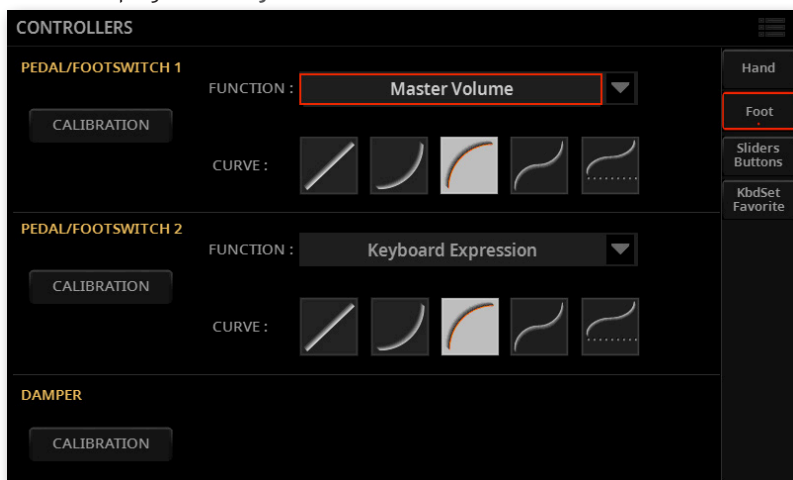 CONTROLLERS
PEDAL/FOOTSWITCH 1
FUNCTION :
Master Volume
CALIBRATION
CURVE :
PEDAL/FOOTSWITCH 2
FUNCTION :
Keyboard Expression
CALIBRATION
CURVE :
DAMPER
CALIBRATION
Hand
Foot
Sliders
Buttons
KbdSet
Favorite